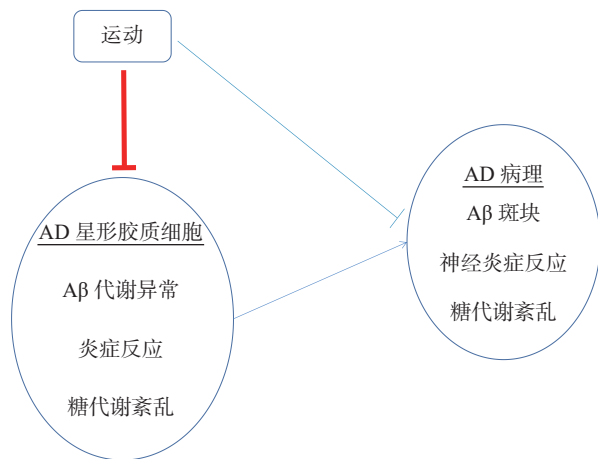 运动
AD 星形胶质细胞
Aβ 代谢异常
炎症反应
糖代谢紊乱
AD 病理
Aβ 斑块
神经炎症反应
糖代谢紊乱